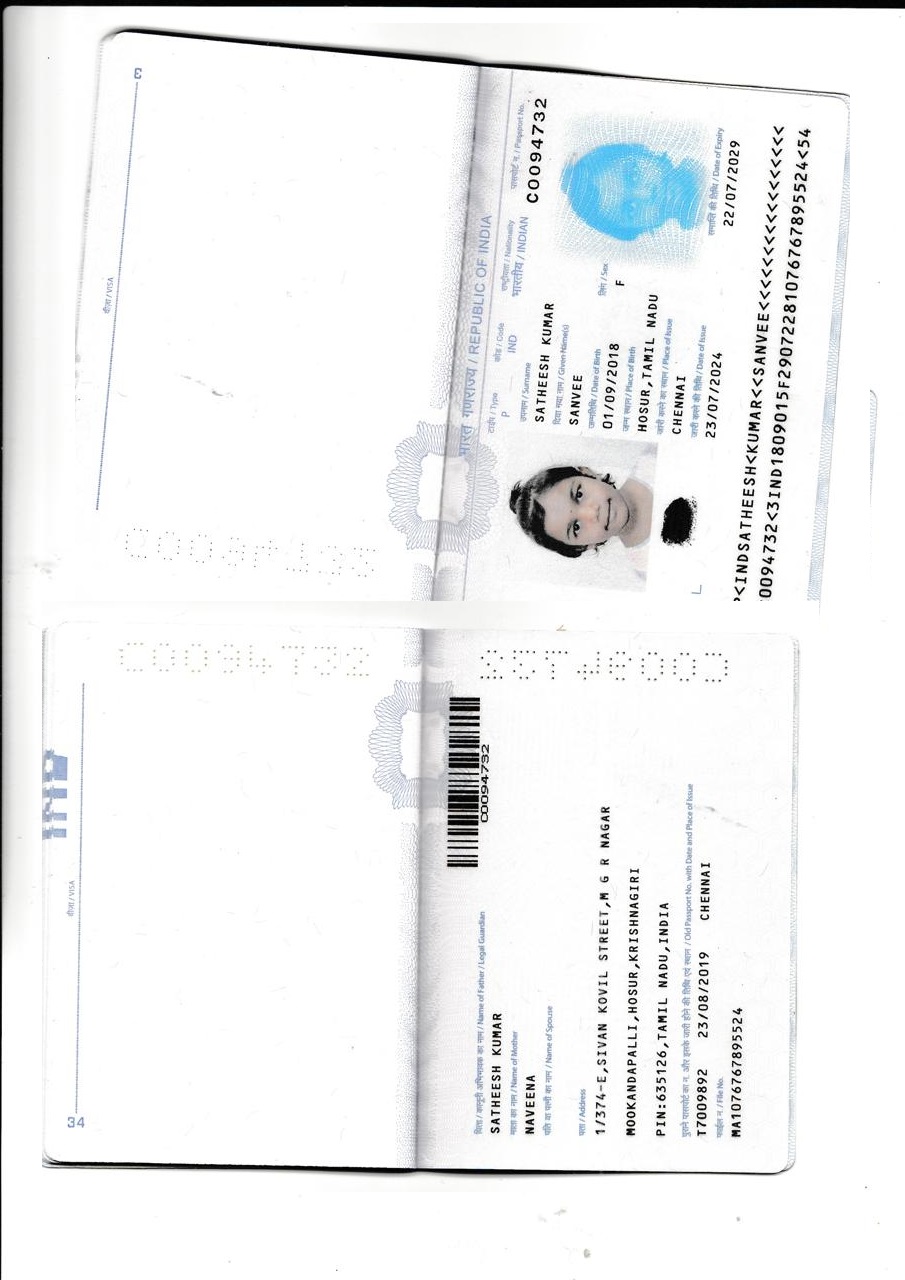 3
वीज़ा / VISA
C0094732
भारत गणराज्य / REPUBLIC OF INDIA
टाईप / Type
कोड / Code
राष्ट्रीयता / Nationality
पासपोर्ट न. / Passport No.
P
IND
भारतीय / INDIAN
C0094732
उपनाम / Surname
SATHEESH KUMAR
दिया गया नाम / Given Name(s)
SANVEE
जन्मतिथि / Date of Birth
लिंग / Sex
01/09/2018
F
जन्म स्थान / Place of Birth
HOSUR,TAMIL NADU
जारी करने का स्थान / Place of Issue
CHENNAI
जारी करने की तिथि / Date of Issue
समाप्ति की तिथि / Date of Expiry
23/07/2024
22/07/2029
P<INDSATHEESH<KUMAR<<SANVEE<<<<<<<<<<<<<<<<<
C0094732<3IND1809015F29072281076767895524<54
34
वीज़ा / VISA
C0094732
C0094732
C0094732
पिता / कानूनी अभिभावक का नाम / Name of Father / Legal Guardian
SATHEESH KUMAR
माता का नाम / Name of Mother
NAVEENA
पति या पत्नी का नाम / Name of Spouse
पता / Address
1/374-E,SIVAN KOVIL STREET,M G R NAGAR
MOOKANDAPALLI,HOSUR,KRISHNAGIRI
PIN:635126,TAMIL NADU,INDIA
पुराने पासपोर्ट का न. और इसके जारी होने की तिथि एवं स्थान / Old Passport No. with Date and Place of Issue
T7009892 23/08/2019 CHENNAI
फाईल न. / File No.
MA1076767895524